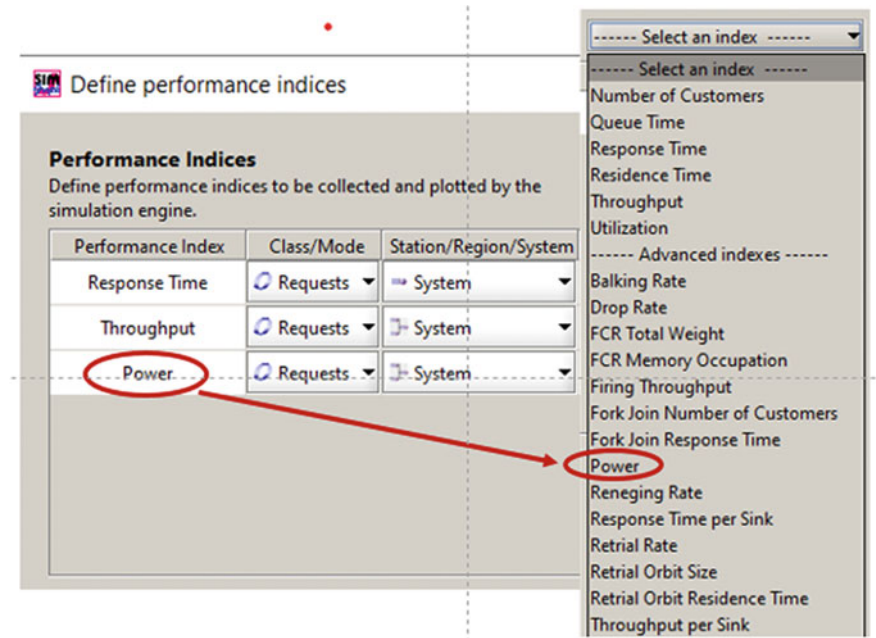 SIM
Define performance indices
Performance Indices
Define performance indices to be collected and plotted by the
simulation engine.
Performance Index Class/Mode Station/Region/System
Response Time Requests System
Throughput Requests System
Power Requests System
------ Select an index ------
------ Select an index ------
Number of Customers
Queue Time
Response Time
Residence Time
Throughput
Utilization
------ Advanced indexes ------
Balking Rate
Drop Rate
FCR Total Weight
FCR Memory Occupation
Firing Throughput
Fork Join Number of Customers
Fork Join Response Time
Power
Reneging Rate
Response Time per Sink
Retrial Rate
Retrial Orbit Size
Retrial Orbit Residence Time
Throughput per Sink